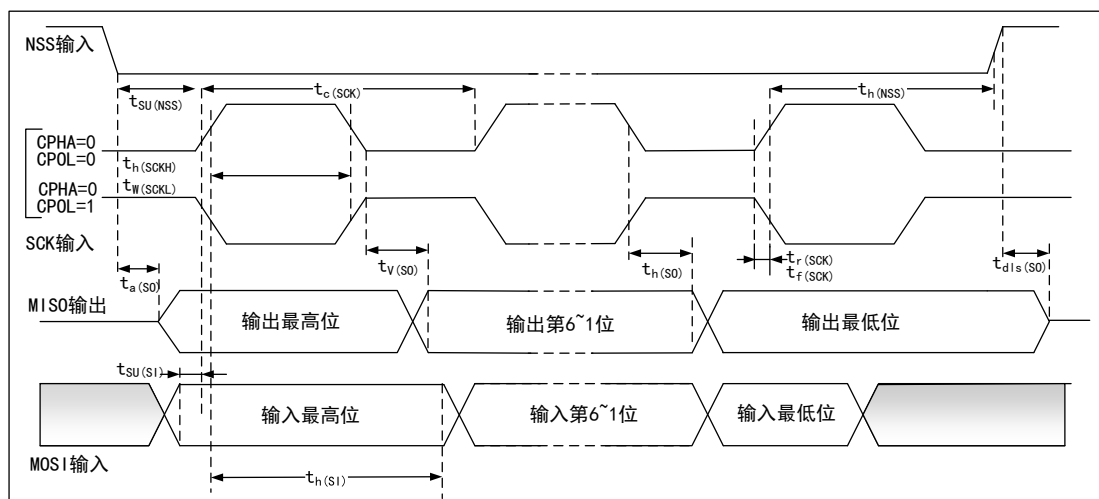 NSS输入
tSU(NSS)
tc(SCK)
th(NSS)
CPHA=0
CPOL=0
th(SCKH)
CPHA=0
CPOL=1
tW(SCKL)
SCK输入
ta(SO)
tV(SO)
th(SO)
tr(SCK)
tf(SCK)
tdls(SO)
MISO输出
输出最高位
输出第6~1位
输出最低位
tSU(SI)
输入最高位
输入第6~1位
输入最低位
MOSI输入
th(SI)